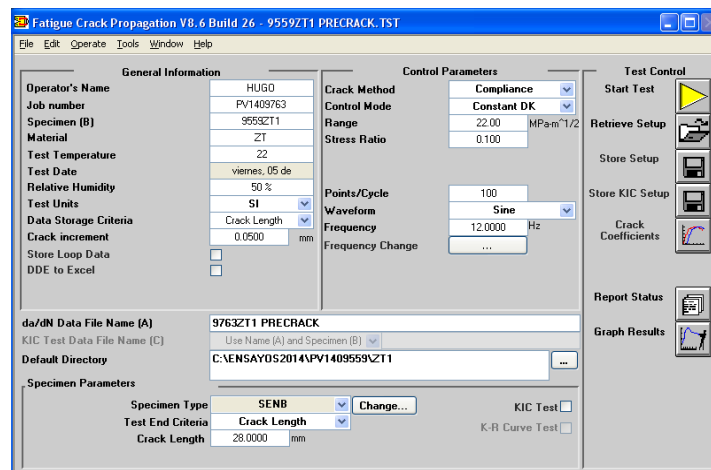 Fatigue Crack Propagation V8.6 Build 26 - 9559ZT1 PRECRACK.TST
File Edit Operate Tools Window Help
General Information
Operator's Name HUGO
Job number PV1409763
Specimen (B) 9559ZT1
Material ZT
Test Temperature 22
Test Date viernes, 05 de
Relative Humidity 50 %
Test Units SI
Data Storage Criteria Crack Length
Crack increment 0.0500 mm
Store Loop Data
DDE to Excel
Control Parameters
Crack Method Compliance
Control Mode Constant DK
Range 22.00 MPa-m^1/2
Stress Ratio 0.100
Points/Cycle 100
Waveform Sine
Frequency 12.0000 Hz
Frequency Change ...
Test Control
Start Test
Retrieve Setup
Store Setup
Store KIC Setup
Crack
Coefficients
Report Status
Graph Results
da/dN Data File Name (A) 9763ZT1 PRECRACK
KIC Test Data File Name (C) Use Name (A) and Specimen (B)
Default Directory C:\ENSAYOS2014\PV1409559\ZT1 ...
Specimen Parameters
Specimen Type SENB Change...
Test End Criteria Crack Length
Crack Length 28.0000 mm
KIC Test
K-R Curve Test